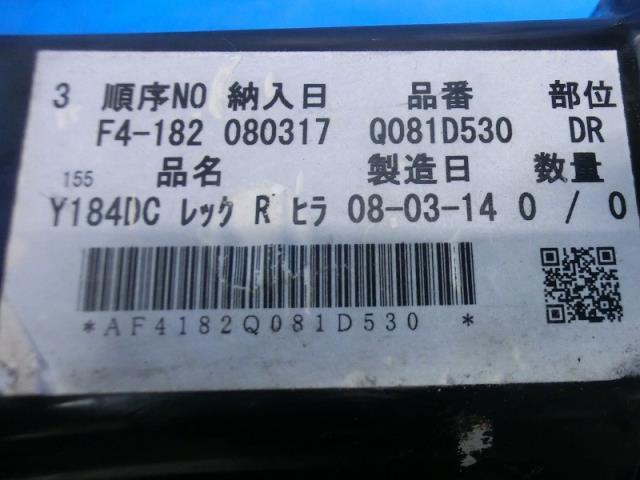 3 順序NO 納入日 品番 部位
F4-182 080317 Q081D530 DR
155 品名 製造日 数量
Y184DC レック R ヒラ 08-03-14 0 / 0
*AF4182Q081D530 *